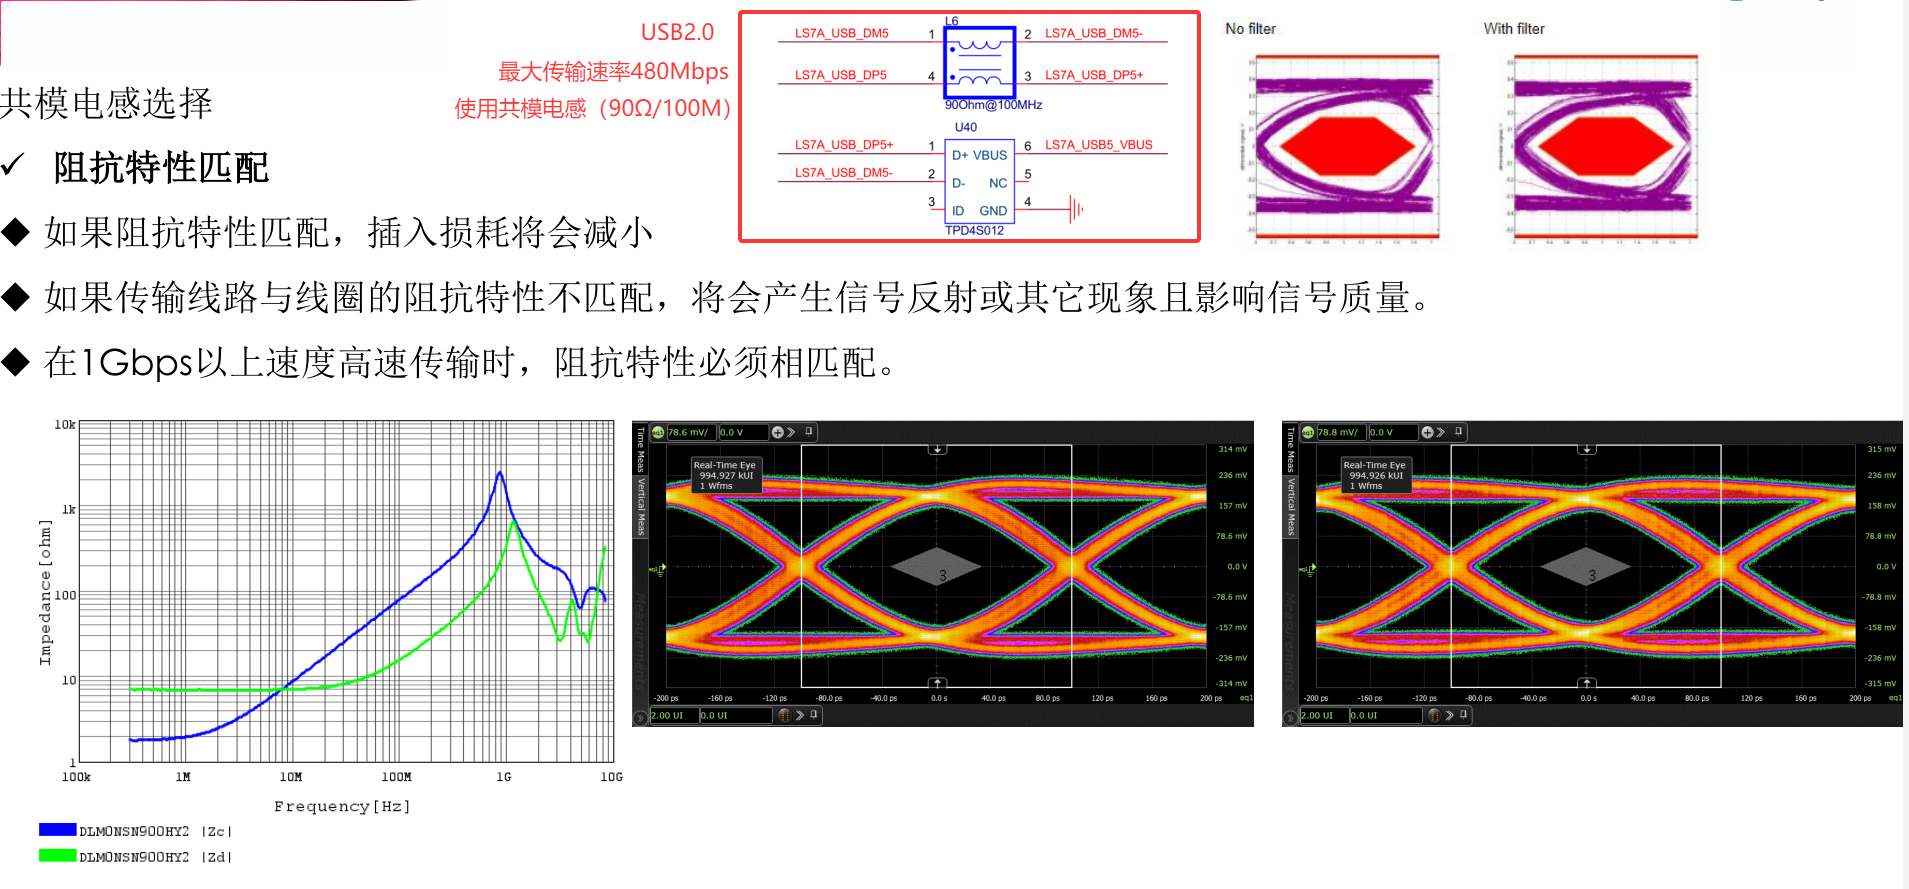 USB2.0
最大传输速率480Mbps
使用共模电感（90Ω/100M）
共模电感选择
✓ 阻抗特性匹配
◆ 如果阻抗特性匹配，插入损耗将会减小
◆ 如果传输线路与线圈的阻抗特性不匹配，将会产生信号反射或其它现象且影响信号质量。
◆ 在1Gbps以上速度高速传输时，阻抗特性必须相匹配。
L6
LS7A_USB_DM5 1 2 LS7A_USB_DM5-
LS7A_USB_DP5 4 3 LS7A_USB_DP5+
90Ohm@100MHz
U40
LS7A_USB_DP5+ 1 D+ VBUS 6 LS7A_USB5_VBUS
LS7A_USB_DM5- 2 D- NC 5
3 ID GND 4
TPD4S012
No filter
With filter
10k
1k
100
10
1
Impedance[ohm]
100k 1M 10M 100M 1G 10G
Frequency[Hz]
DLM0NSN900HY2 |Zc|
DLM0NSN900HY2 |Zd|
Time Meas
Vertical Meas
Measurements
eq1 78.6 mV/ 0.0 V
Real-Time Eye
994.927 kUI
1 Wfms
3
314 mV
236 mV
157 mV
78.6 mV
0.0 V
-78.6 mV
-157 mV
-236 mV
-314 mV
-200 ps -160 ps -120 ps -80.0 ps -40.0 ps 0.0 s 40.0 ps 80.0 ps 120 ps 160 ps 200 ps eq1
2.00 UI 0.0 UI
Time Meas
Vertical Meas
Measurements
eq1 78.8 mV/ 0.0 V
Real-Time Eye
994.926 kUI
1 Wfms
3
315 mV
236 mV
158 mV
78.8 mV
0.0 V
-78.8 mV
-158 mV
-236 mV
-315 mV
-200 ps -160 ps -120 ps -80.0 ps -40.0 ps 0.0 s 40.0 ps 80.0 ps 120 ps 160 ps 200 ps eq1
2.00 UI 0.0 UI